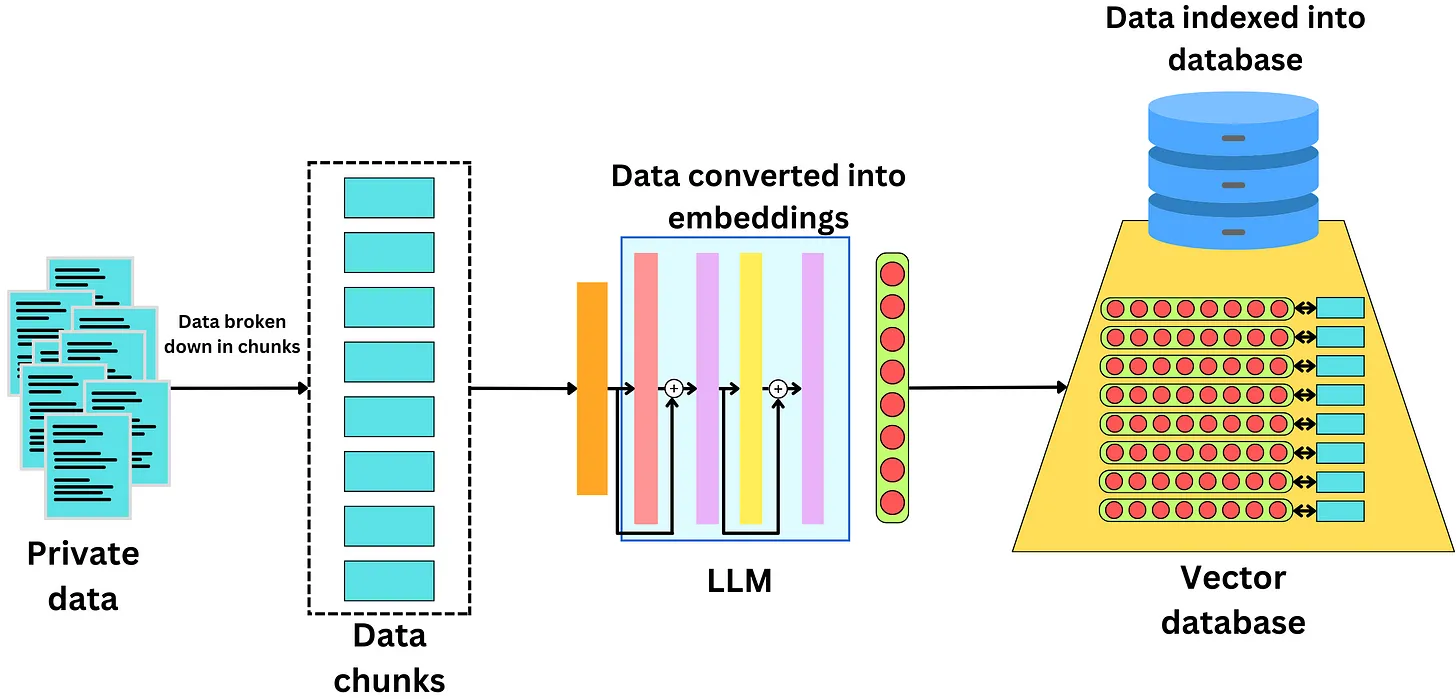 Data indexed into
database
Data converted into
embeddings
Data broken
down in chunks
Private
data
Data
chunks
LLM
Vector
database